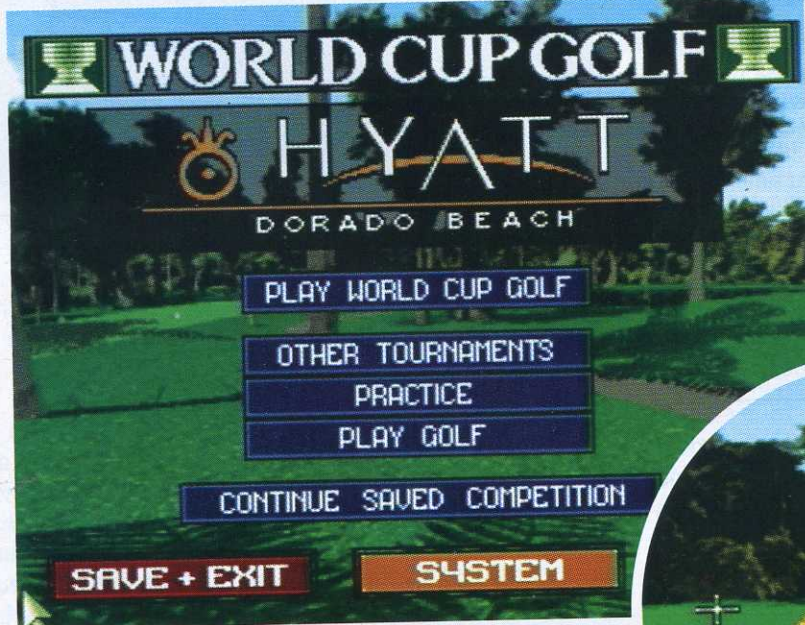 WORLD CUP GOLF
HYATT
DORADO BEACH
PLAY WORLD CUP GOLF
OTHER TOURNAMENTS
PRACTICE
PLAY GOLF
CONTINUE SAVED COMPETITION
SAVE + EXIT
SYSTEM